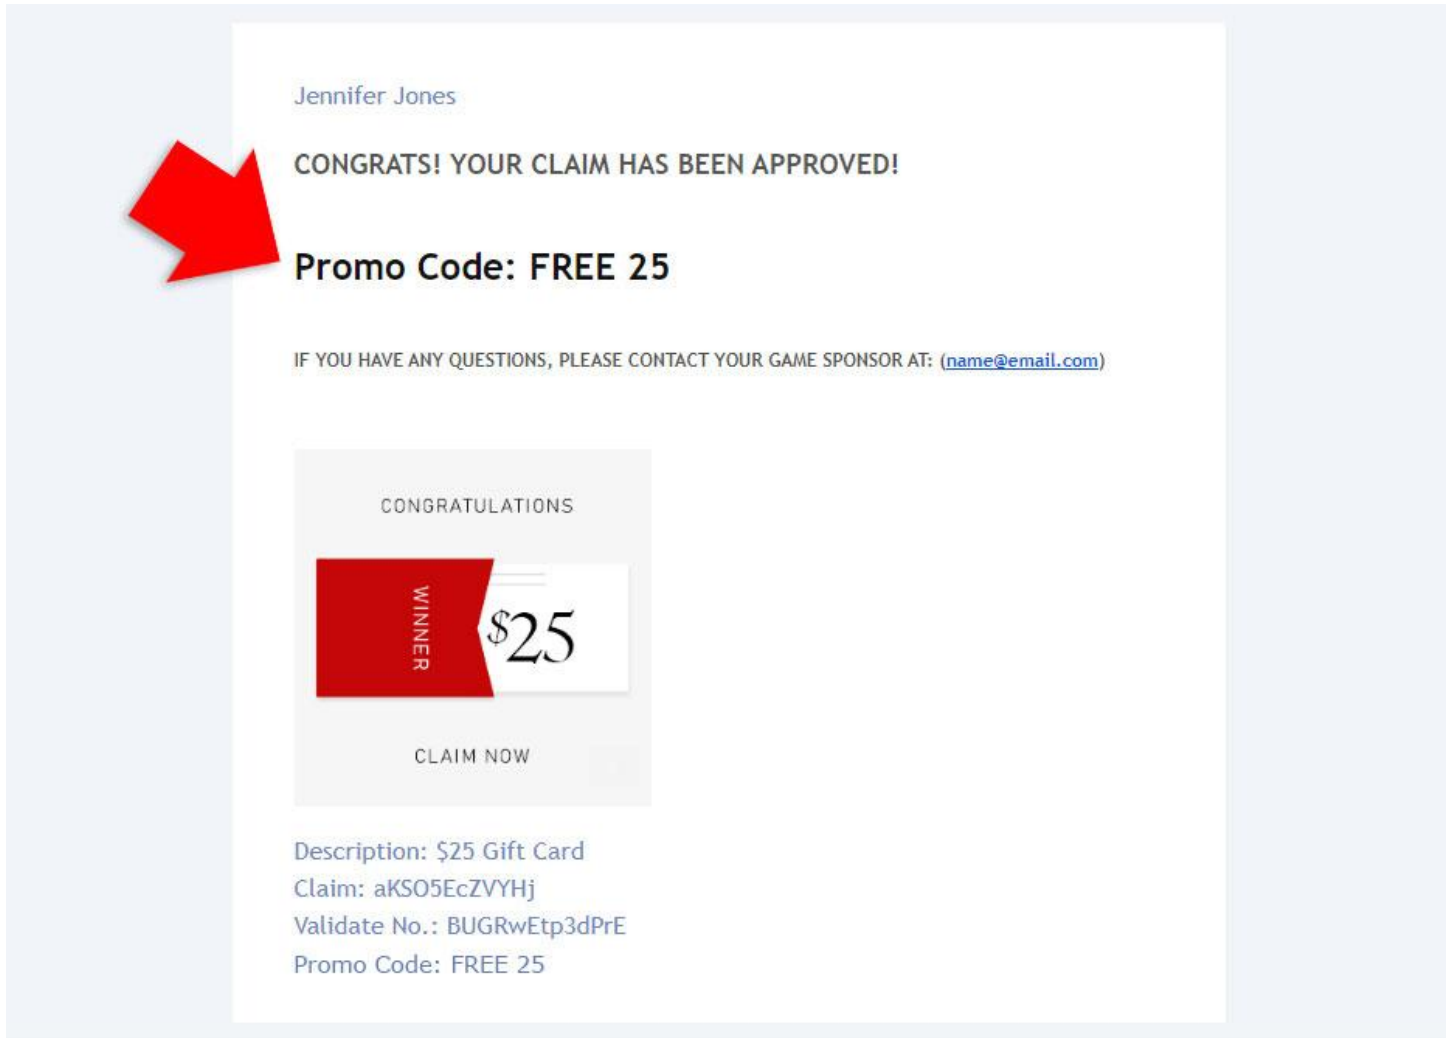 Jennifer Jones
CONGRATS! YOUR CLAIM HAS BEEN APPROVED!
Promo Code: FREE 25
IF YOU HAVE ANY QUESTIONS, PLEASE CONTACT YOUR GAME SPONSOR AT: (name@email.com)
CONGRATULATIONS
WINNER
$25
CLAIM NOW
Description: $25 Gift Card
Claim: aKSO5EcZVYHj
Validate No.: BUGRwEtp3dPrE
Promo Code: FREE 25